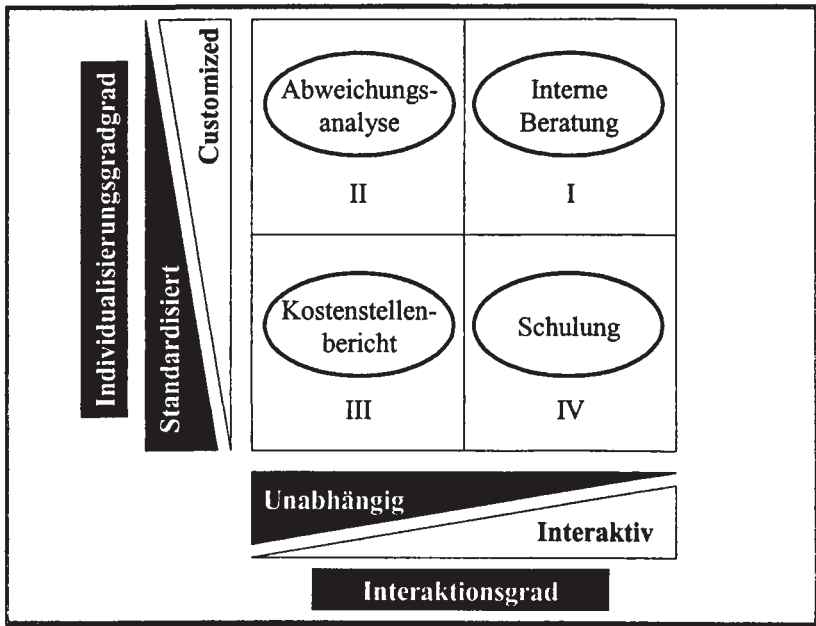 Individualisierungsgradgrad
Customized
Standardisiert
Abweichungs-
analyse
II
Interne
Beratung
I
Kostenstellen-
bericht
III
Schulung
IV
Unabhängig
Interaktiv
Interaktionsgrad